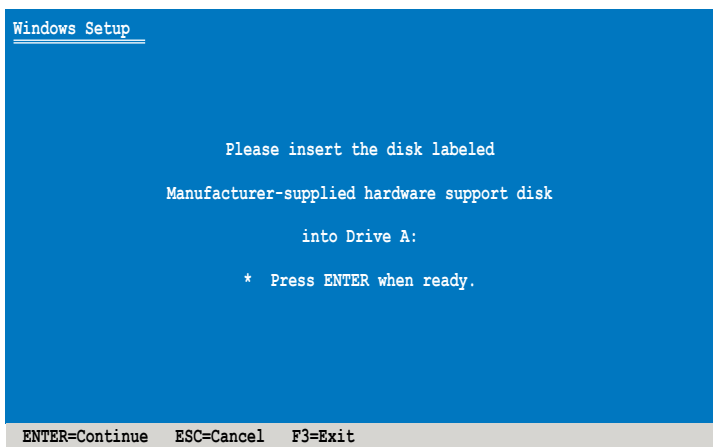 Windows Setup
Please insert the disk labeled
Manufacturer-supplied hardware support disk
into Drive A:
* Press ENTER when ready.
ENTER=Continue ESC=Cancel F3=Exit